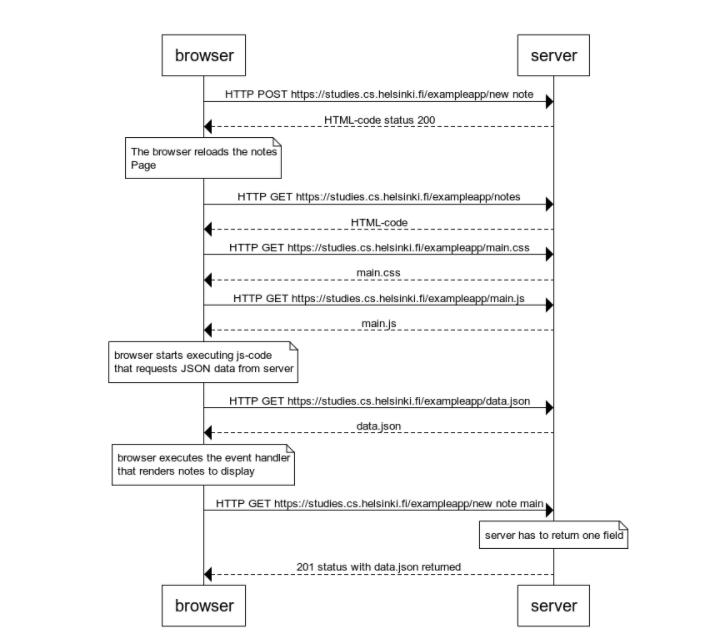 browser server
HTTP POST https://studies.cs.helsinki.fi/exampleapp/new note
HTML-code status 200
The browser reloads the notes
Page
HTTP GET https://studies.cs.helsinki.fi/exampleapp/notes
HTML-code
HTTP GET https://studies.cs.helsinki.fi/exampleapp/main.css
main.css
HTTP GET https://studies.cs.helsinki.fi/exampleapp/main.js
main.js
browser starts executing js-code
that requests JSON data from server
HTTP GET https://studies.cs.helsinki.fi/exampleapp/data.json
data.json
browser executes the event handler
that renders notes to display
HTTP GET https://studies.cs.helsinki.fi/exampleapp/new note main
server has to return one field
201 status with data.json returned
browser server